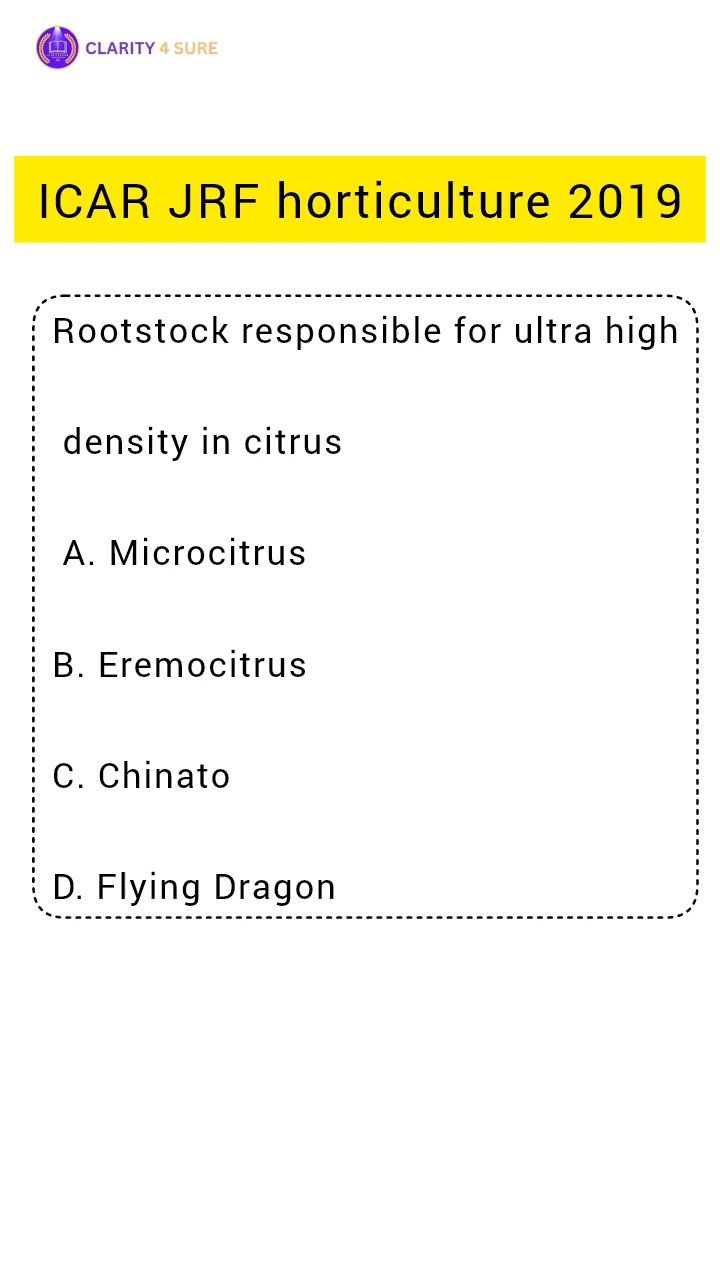 CLARITY 4 SURE
ICAR JRF horticulture 2019
Rootstock responsible for ultra high
density in citrus
A. Microcitrus
B. Eremocitrus
C. Chinato
D. Flying Dragon